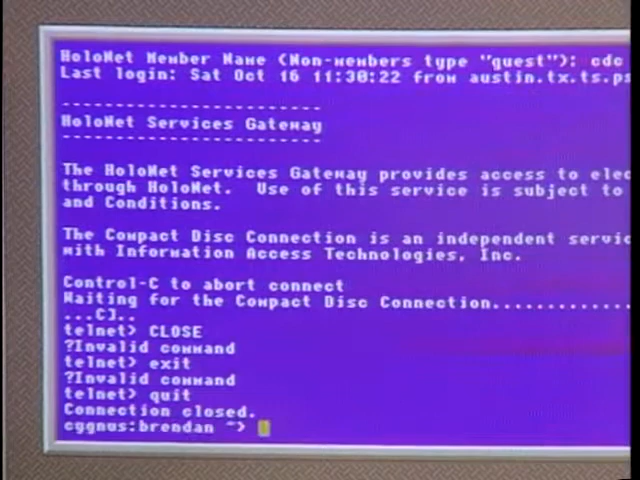 HoloNet Member Name (Non-members type "guest"): cdc
Last login: Sat Oct 16 11:30:22 from austin.tx.ts.ps
-----------------------
HoloNet Services Gateway
-----------------------
The HoloNet Services Gateway provides access to elec
through HoloNet. Use of this service is subject to
and Conditions.
The Compact Disc Connection is an independent servic
with Information Access Technologies, Inc.
Control-C to abort connect
Waiting for the Compact Disc Connection..............
...C]..
telnet> CLOSE
?Invalid command
telnet> exit
?Invalid command
telnet> quit
Connection closed.
cygnus:brendan ~>